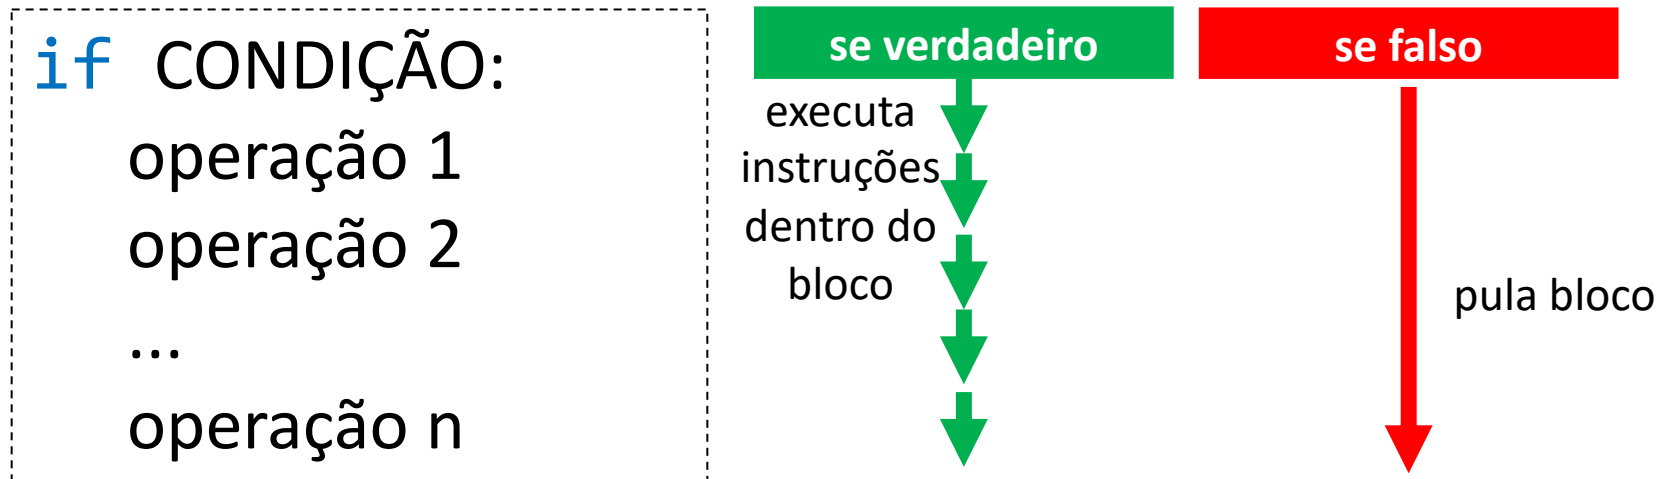 if CONDIÇÃO:
operação 1
operação 2
...
operação n
se verdadeiro
executa
instruções
dentro do
bloco
se falso
pula bloco